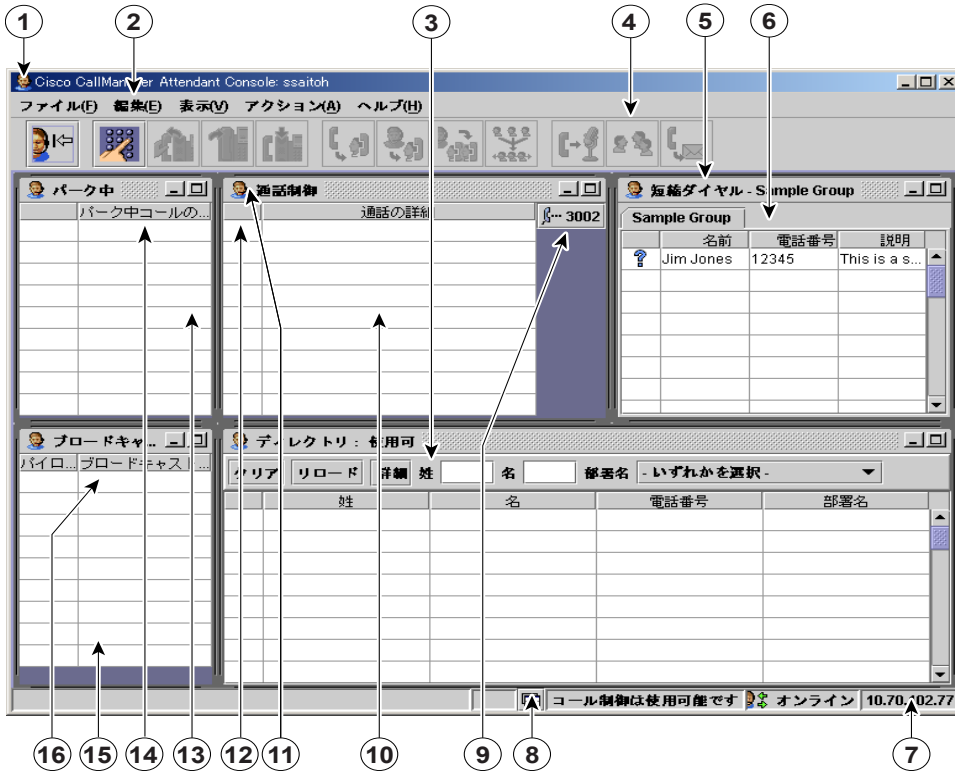 1 2 3 4 5 6
Cisco CallManager Attendant Console: ssaitoh
ファイル(F) 編集(E) 表示(V) アクション(A) ヘルプ(H)
パーク中
パーク中コールの...
通話制御
通話の詳細
3002
短縮ダイヤル - Sample Group
Sample Group
名前 電話番号 説明
? Jim Jones 12345 This is a s...
ブロードキャ...
パイロ... ブロードキャスト...
ディレクトリ : 使用可
クリア リロード 詳細 姓 名 部署名 - いずれかを選択 -
姓 名 電話番号 部署名
コール制御は使用可能です オンライン 10.70.102.77
16 15 14 13 12 11 10 9 8 7